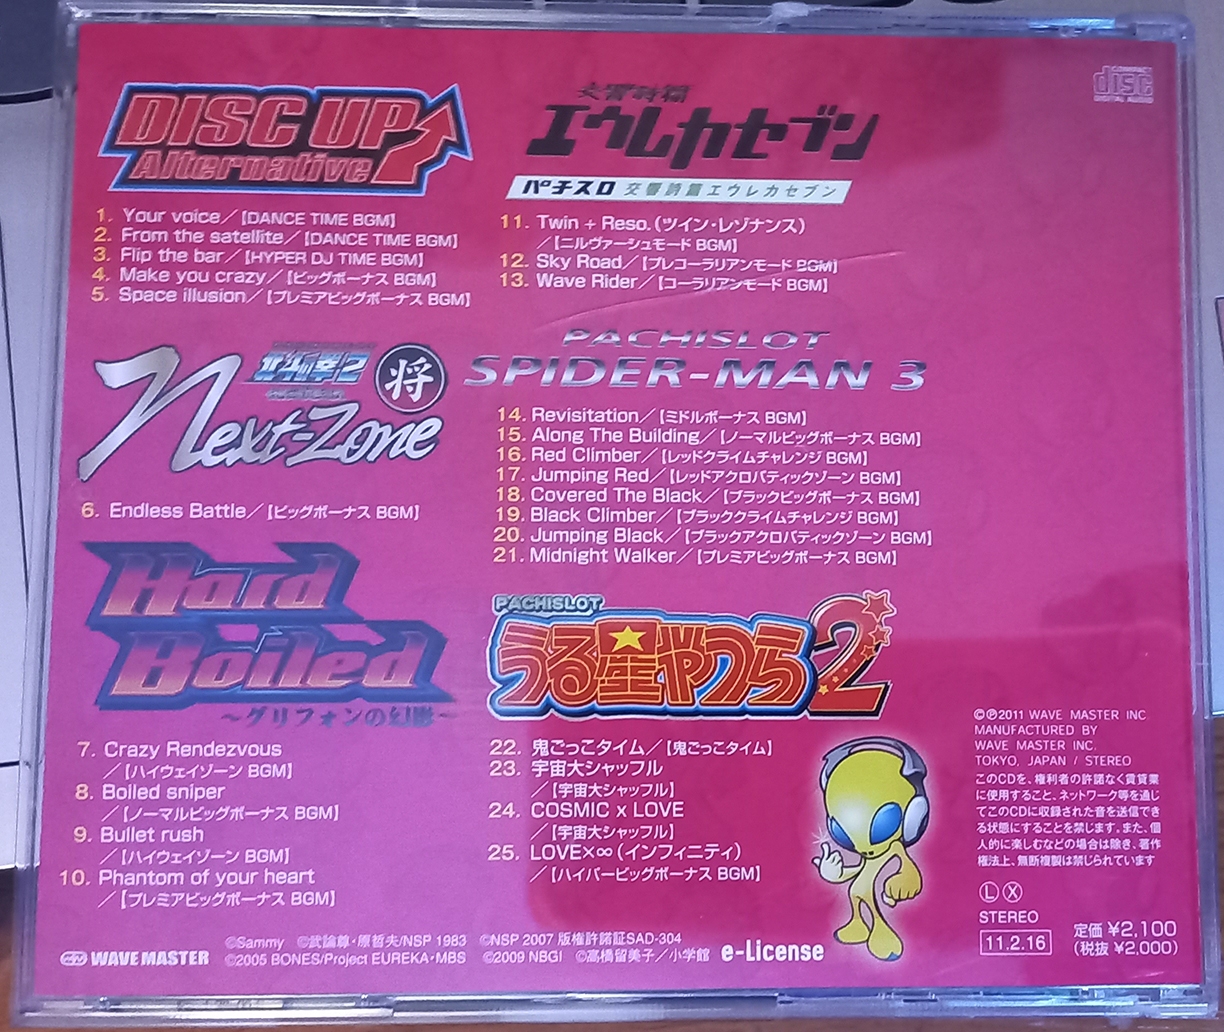 COMPACT
disc
DIGITAL AUDIO
DISC UP
Alternative
1. Your voice／【DANCE TIME BGM】
2. From the satellite／【DANCE TIME BGM】
3. Flip the bar／【HYPER DJ TIME BGM】
4. Make you crazy／【ビッグボーナス BGM】
5. Space illusion／【プレミアビッグボーナス BGM】
北斗の拳2
将
Next-Zone
6. Endless Battle／【ビッグボーナス BGM】
Hard
Boiled
～グリフォンの幻影～
7. Crazy Rendezvous
／【ハイウェイゾーン BGM】
8. Boiled sniper
／【ノーマルビッグボーナス BGM】
9. Bullet rush
／【ハイウェイゾーン BGM】
10. Phantom of your heart
／【プレミアビッグボーナス BGM】
交響詩篇
エウレカセブン
パチスロ 交響詩篇エウレカセブン
11. Twin + Reso.（ツイン・レゾナンス）
／【ニルヴァーシュモード BGM】
12. Sky Road／【プレコーラリアンモード BGM】
13. Wave Rider／【コーラリアンモード BGM】
PACHISLOT
SPIDER-MAN 3
14. Revisitation／【ミドルボーナス BGM】
15. Along The Building／【ノーマルビッグボーナス BGM】
16. Red Climber／【レッドクライムチャレンジ BGM】
17. Jumping Red／【レッドアクロバティックゾーン BGM】
18. Covered The Black／【ブラックビッグボーナス BGM】
19. Black Climber／【ブラッククライムチャレンジ BGM】
20. Jumping Black／【ブラックアクロバティックゾーン BGM】
21. Midnight Walker／【プレミアビッグボーナス BGM】
PACHISLOT
うる星やつら2
22. 鬼ごっこタイム／【鬼ごっこタイム】
23. 宇宙大シャッフル
／【宇宙大シャッフル】
24. COSMIC x LOVE
／【宇宙大シャッフル】
25. LOVE×∞（インフィニティ）
／【ハイパービッグボーナス BGM】
©℗2011 WAVE MASTER INC
MANUFACTURED BY
WAVE MASTER INC.
TOKYO, JAPAN / STEREO
このCDを、権利者の許諾なく賃貸業
に使用すること、ネットワーク等を通じ
てこのCDに収録された音を送信でき
る状態にすることを禁じます。また、個
人的に楽しむなどの場合は除き、著作
権法上、無断複製は禁じられています
Ⓛ Ⓧ
STEREO
11.2.16
定価 ¥2,100
（税抜 ¥2,000）
WAVE MASTER
©Sammy ©武論尊・原哲夫/NSP 1983 ©NSP 2007 版権許諾証SAD-304
©2005 BONES/Project EUREKA・MBS ©2009 NBGI ©高橋留美子／小学館
e-License